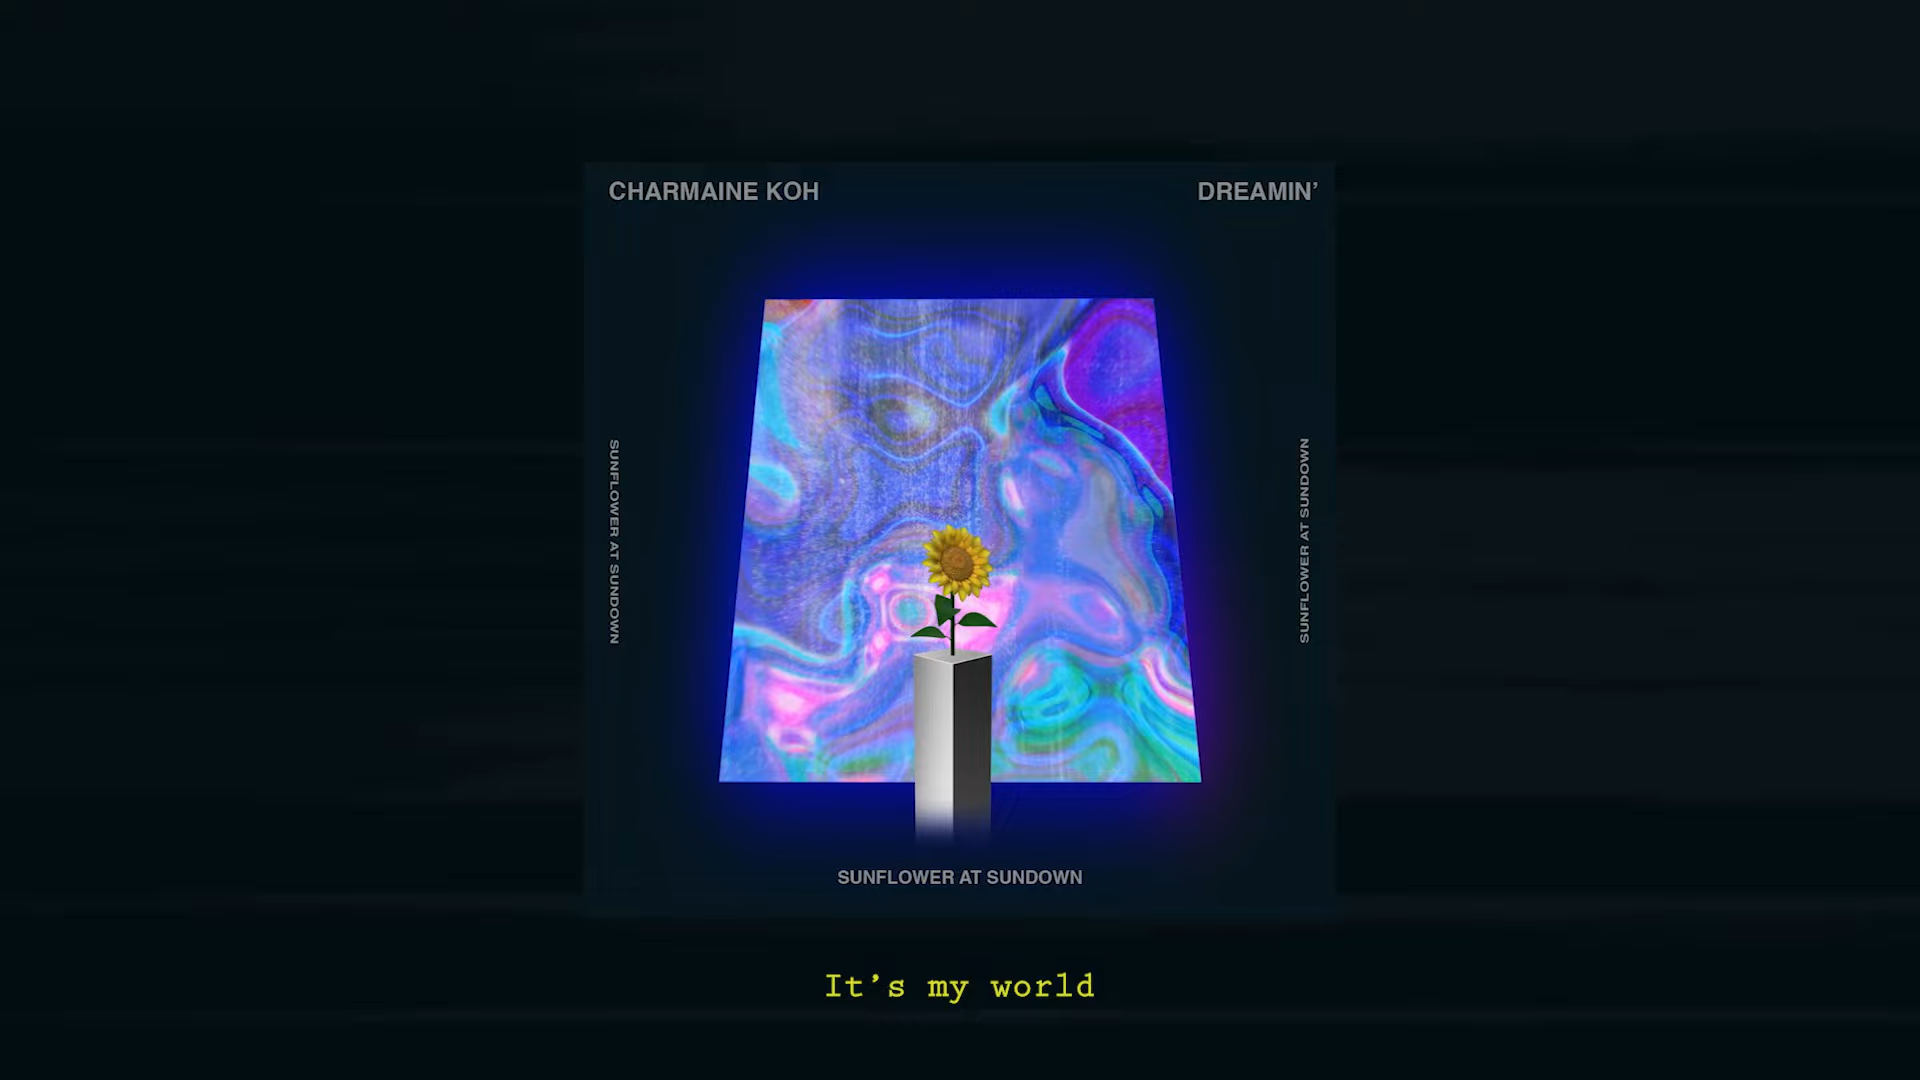 CHARMAINE KOH
DREAMIN’
SUNFLOWER AT SUNDOWN
SUNFLOWER AT SUNDOWN
SUNFLOWER AT SUNDOWN
It’s my world